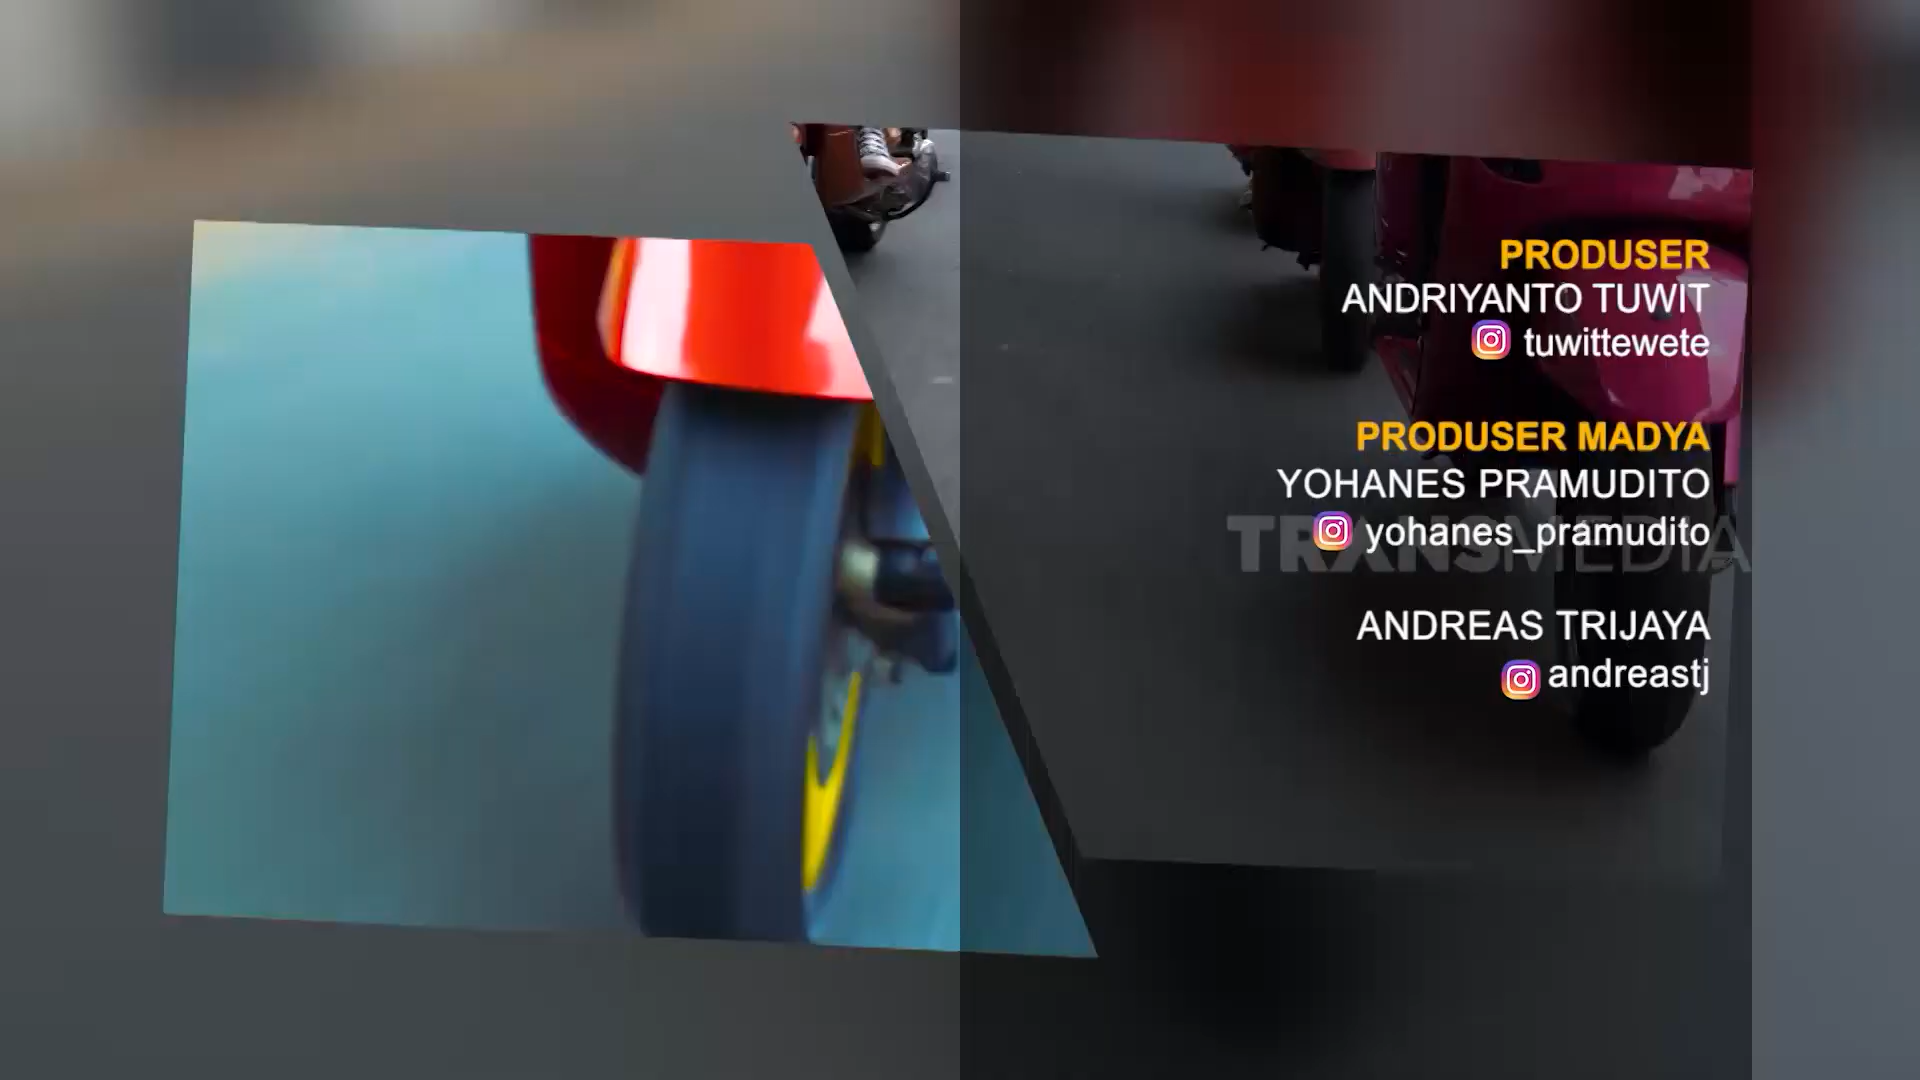 PRODUSER
ANDRIYANTO TUWIT
tuwittewete
PRODUSER MADYA
YOHANES PRAMUDITO
yohanes_pramudito
TRANSMEDIA
ANDREAS TRIJAYA
andreastj